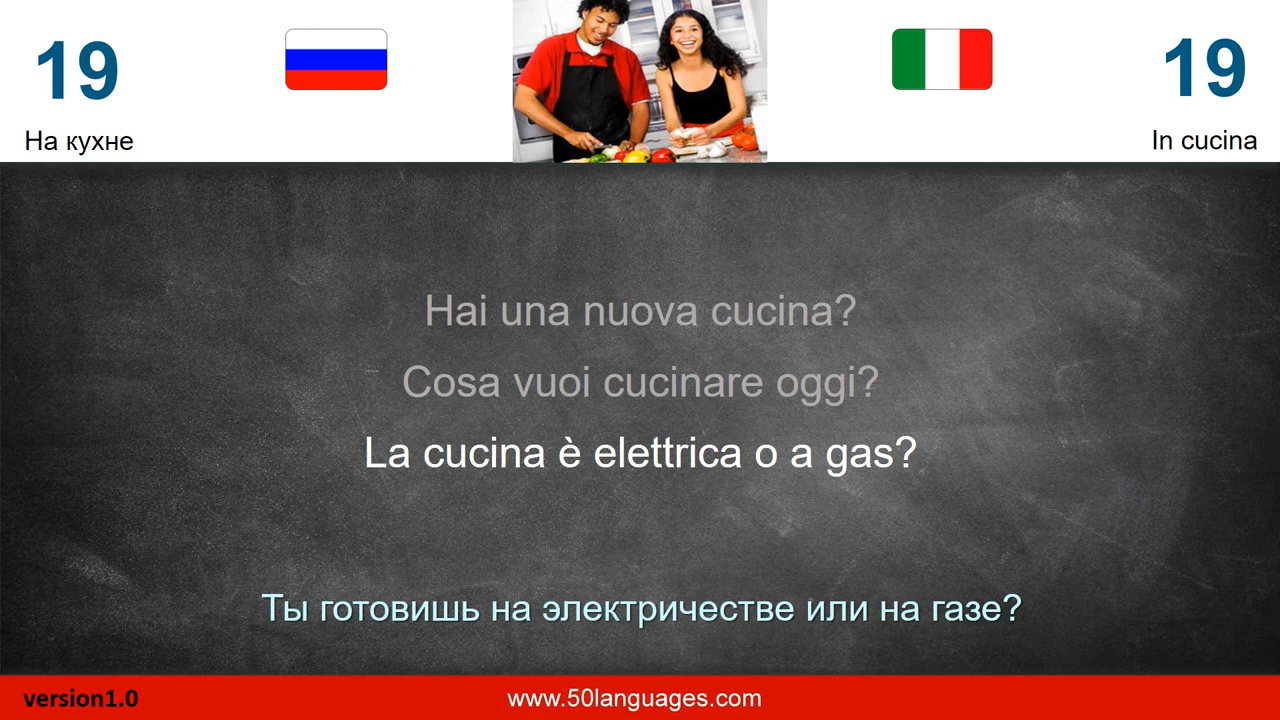 19
На кухне
19
In cucina
Hai una nuova cucina?
Cosa vuoi cucinare oggi?
La cucina è elettrica o a gas?
Ты готовишь на электричестве или на газе?
version1.0
www.50languages.com